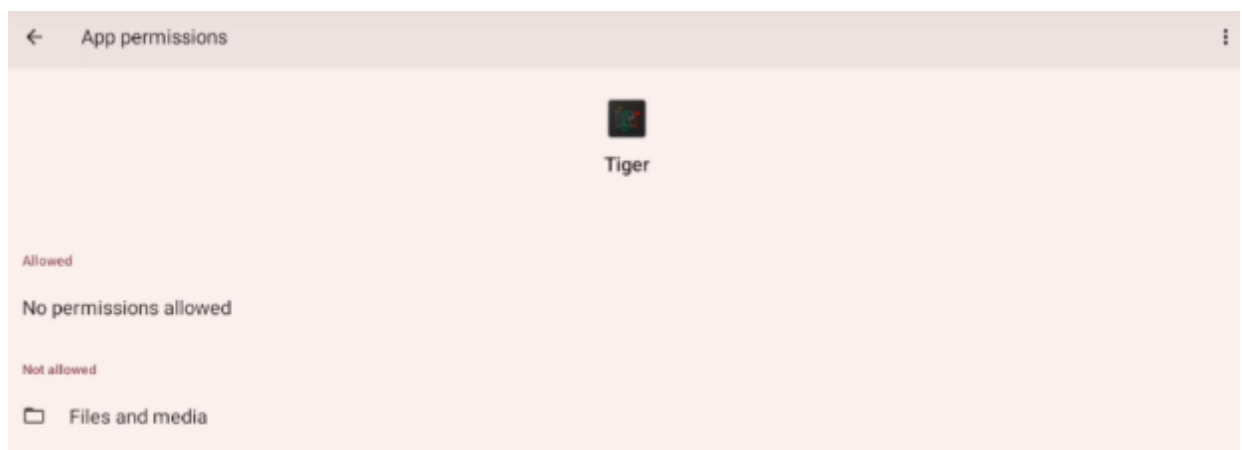 App permissions
Tiger
Allowed
No permissions allowed
Not allowed
Files and media